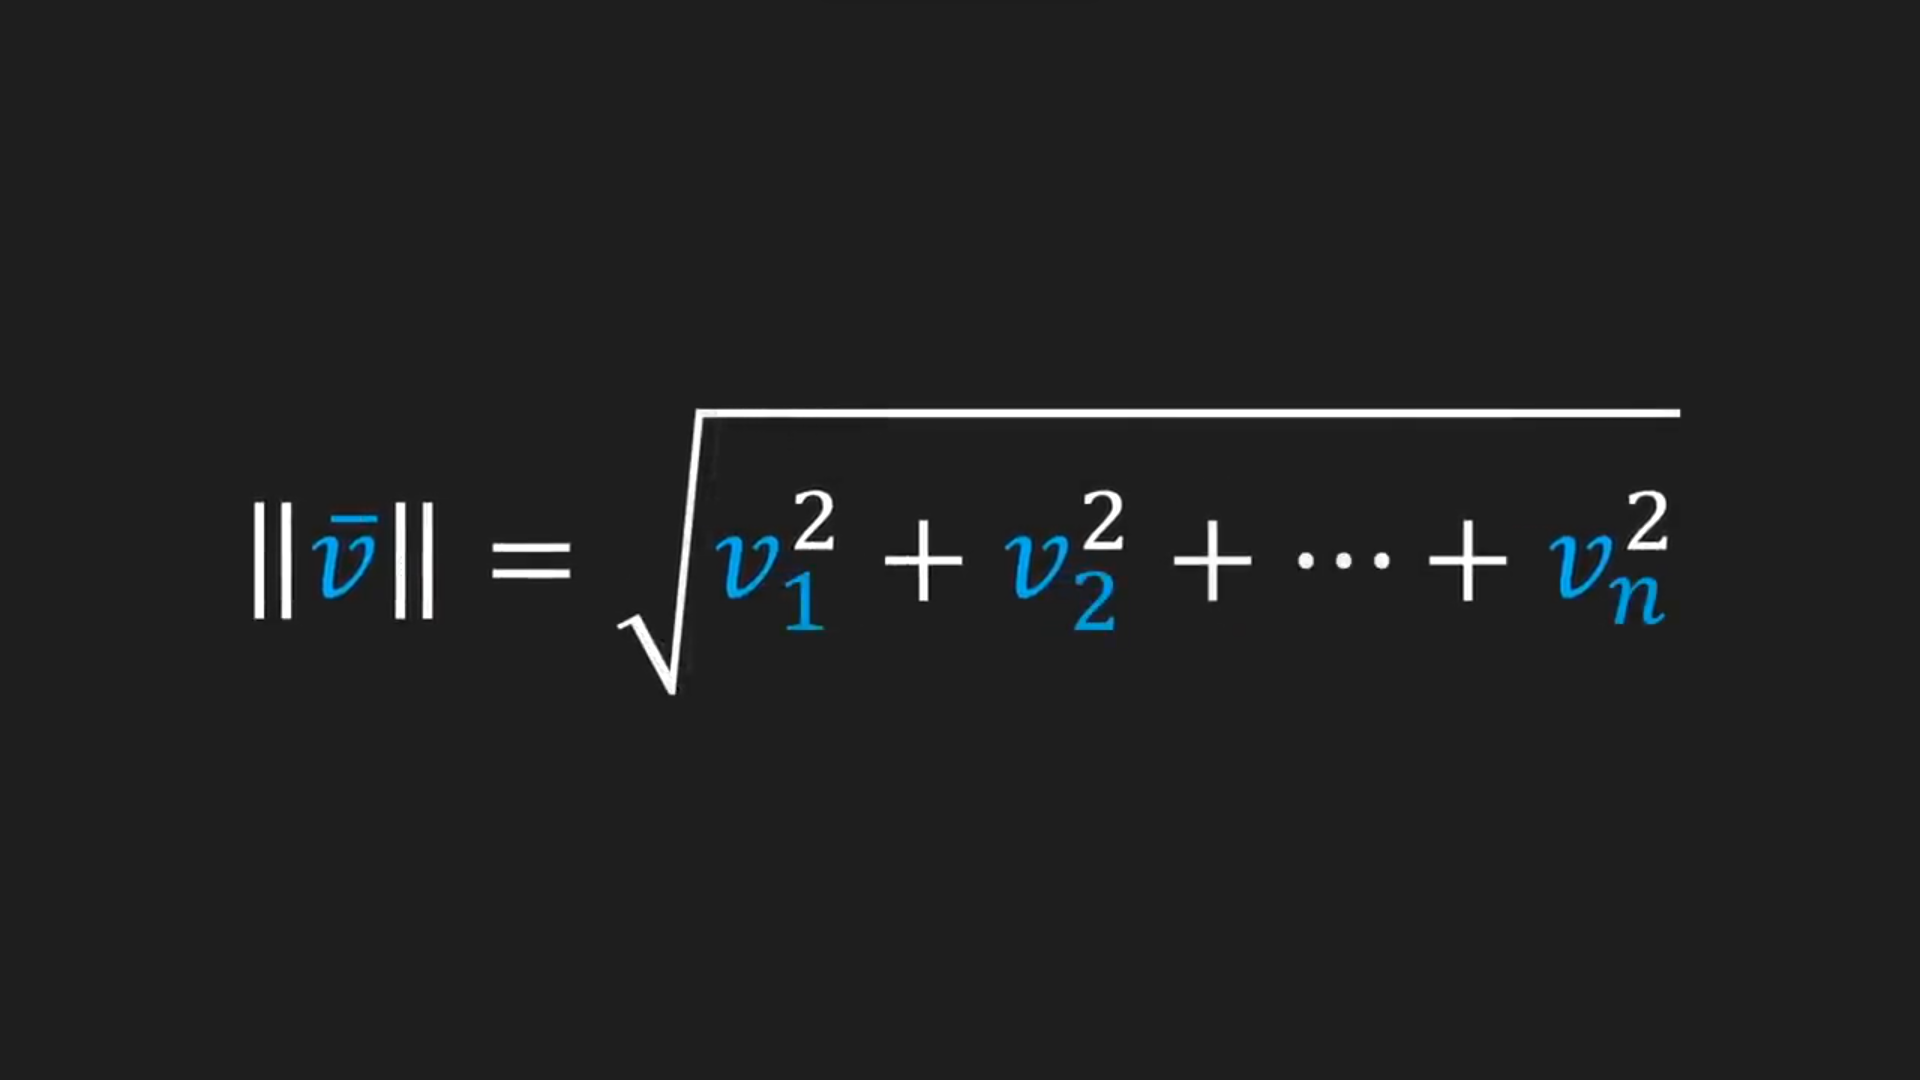 ‖v̄‖ = √(v₁² + v₂² + ⋯ + vₙ²)